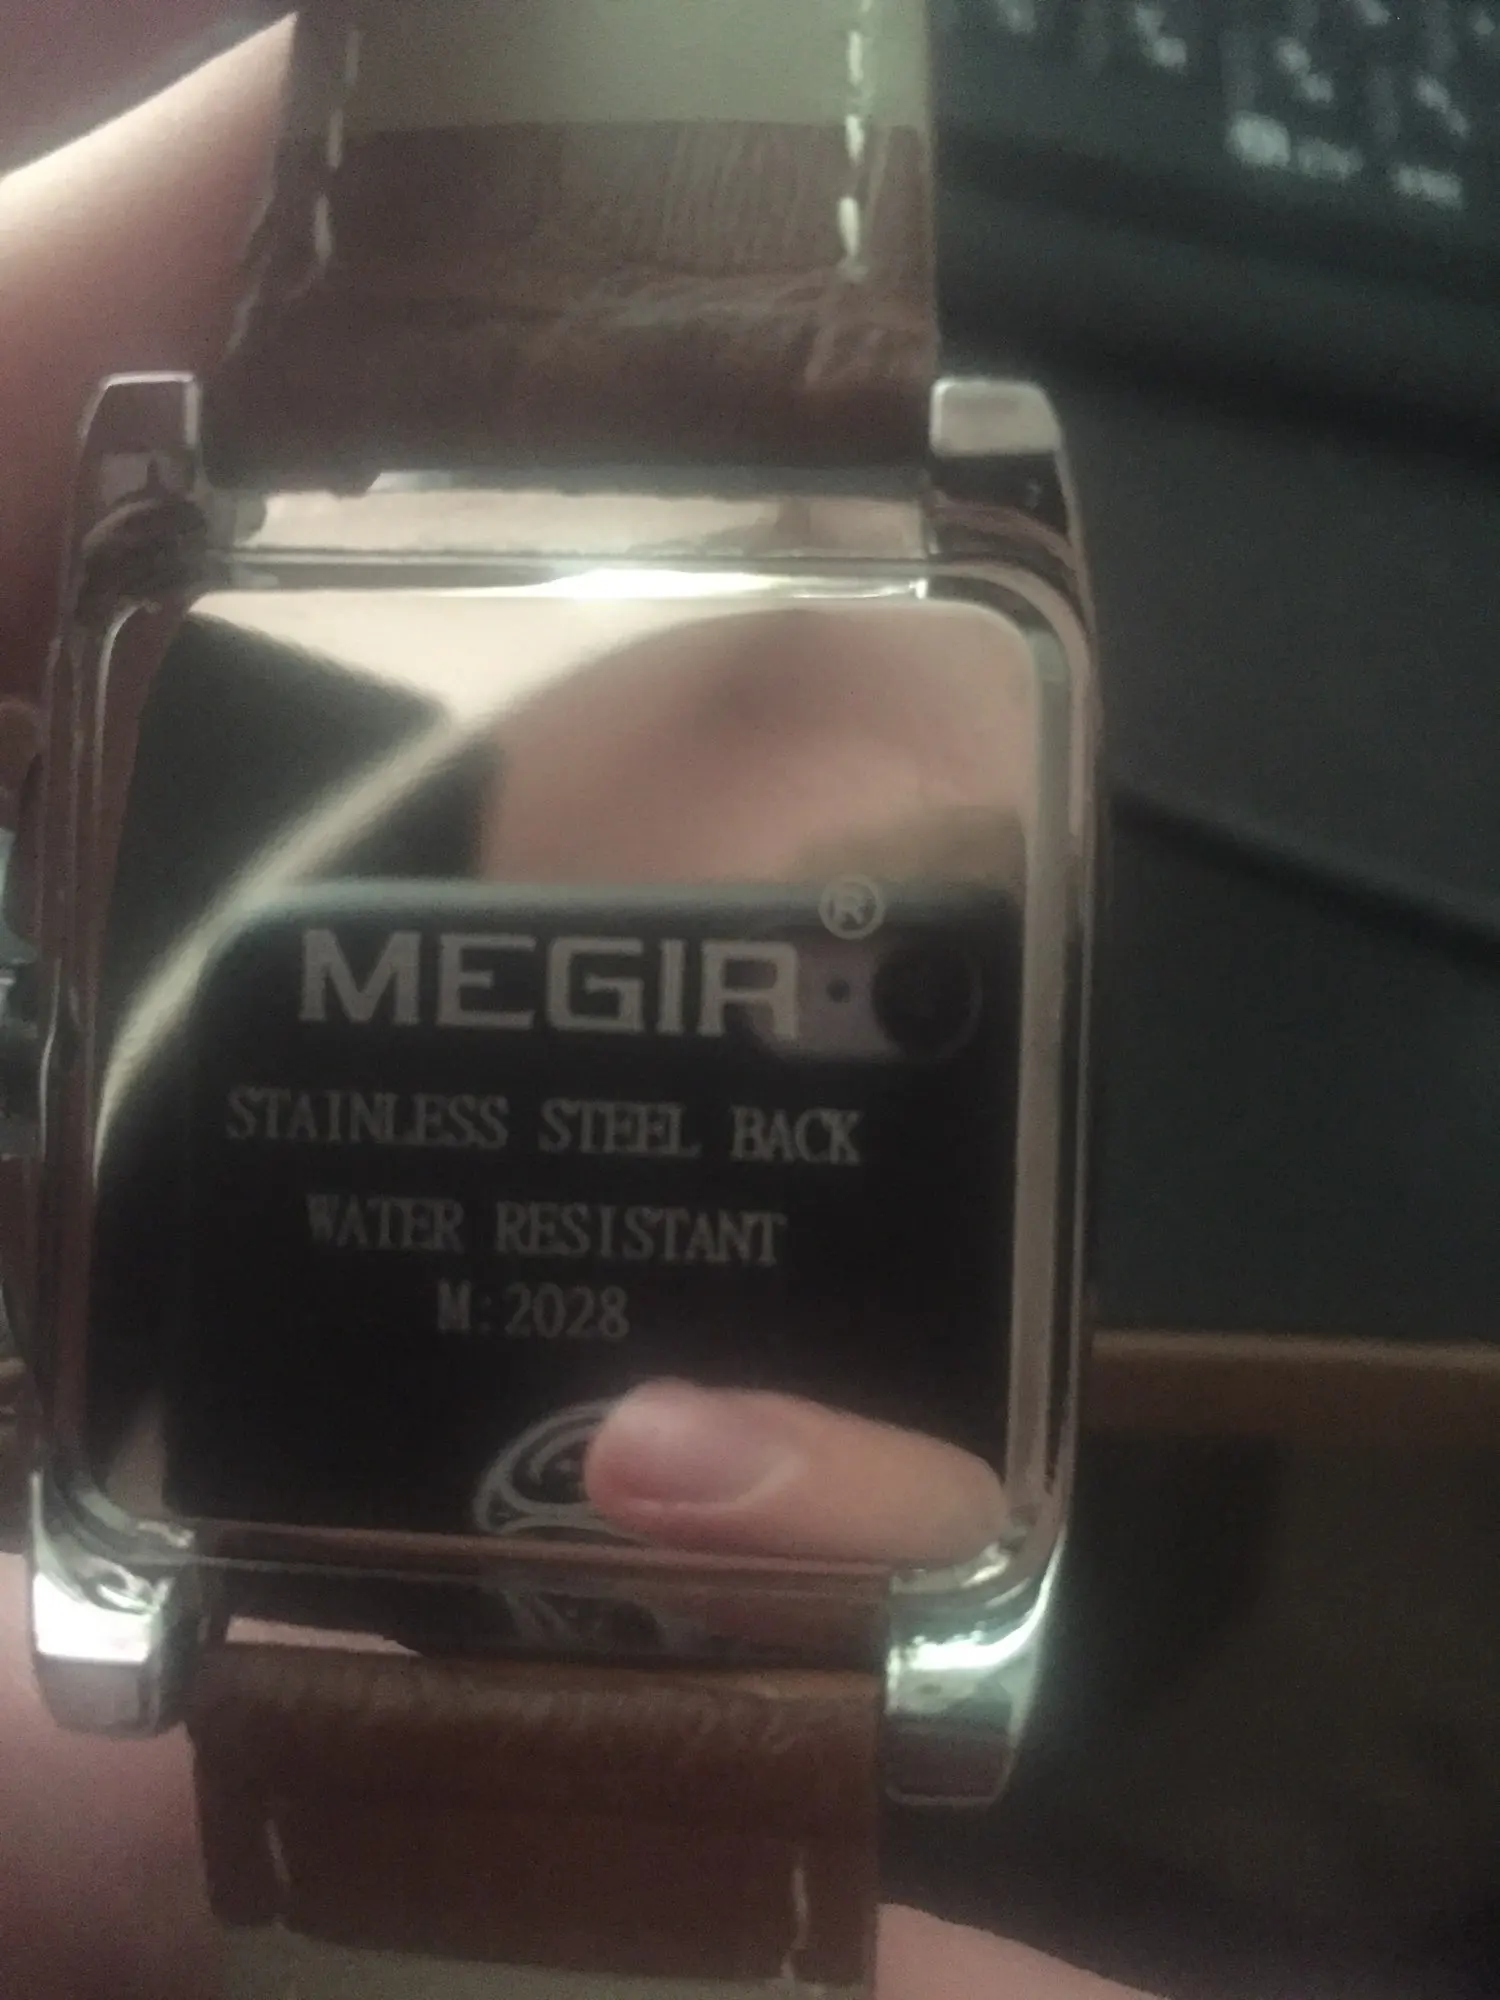 MEGIR®
STAINLESS STEEL BACK
WATER RESISTANT
M:2028